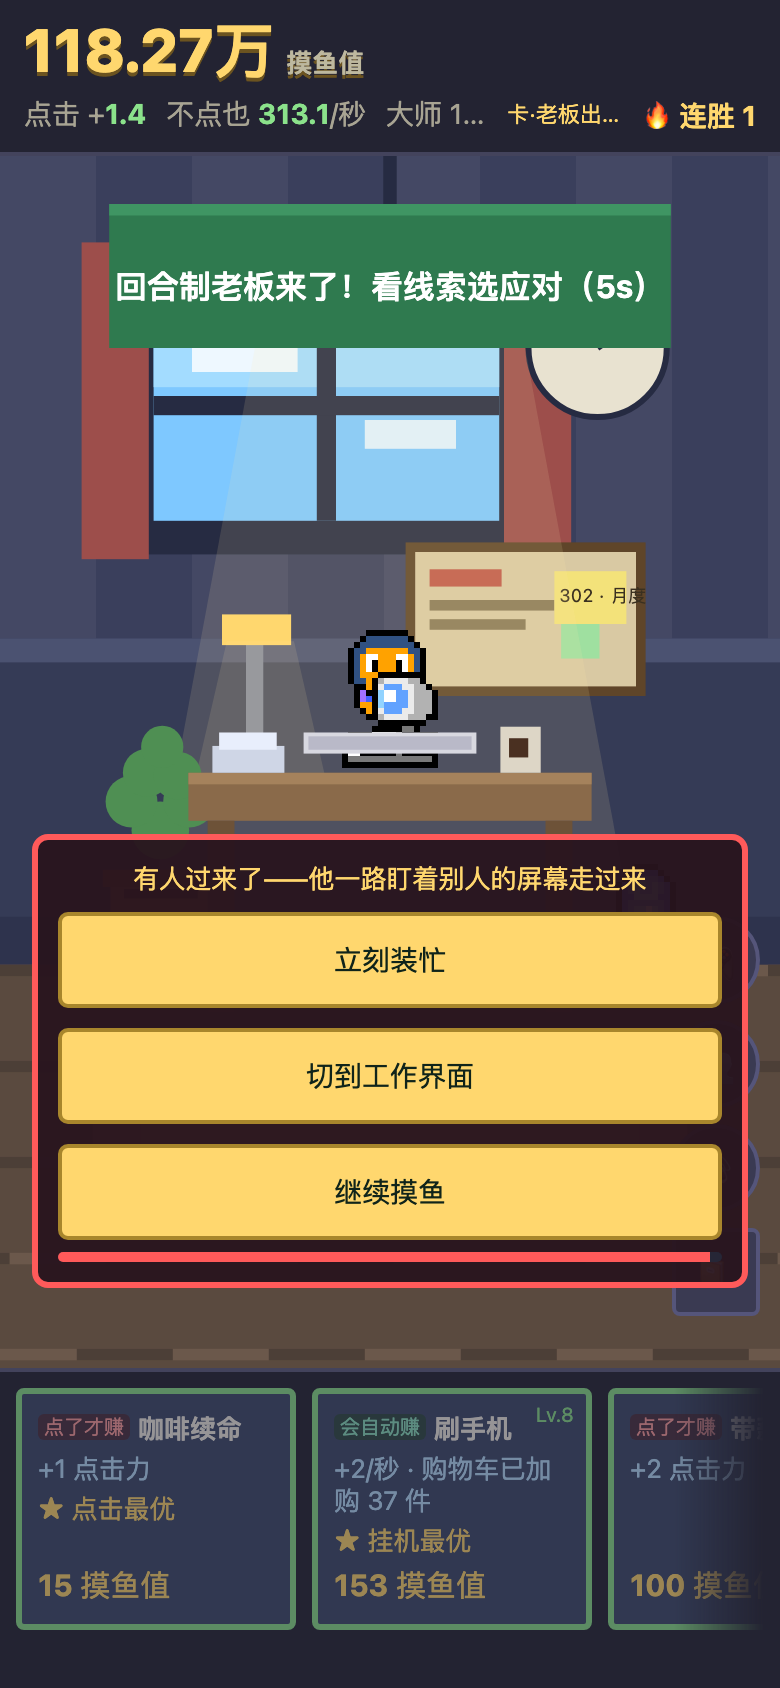 118.27万 摸鱼值
点击 +1.4 不点也 313.1/秒 大师 1... 卡·老板出... 连胜 1
回合制老板来了！看线索选应对（5s）
302 · 月度
有人过来了——他一路盯着别人的屏幕走过来
立刻装忙
切到工作界面
继续摸鱼
点了才赚 咖啡续命
+1 点击力
点击最优
15 摸鱼值
会自动赚 刷手机 Lv.8
+2/秒 · 购物车已加
购 37 件
挂机最优
153 摸鱼值
点了才赚 带
+2 点击力
100 摸鱼